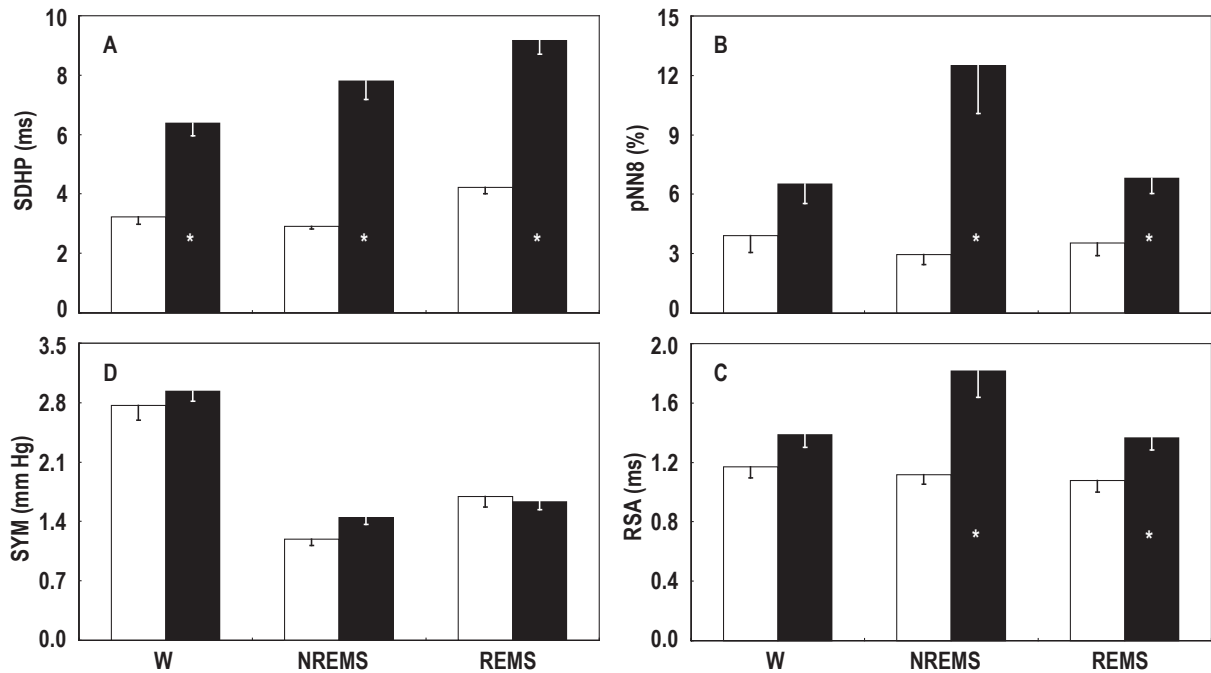 A
SDHP (ms)
10
8
6
4
2
0
*
*
*
B
pNN8 (%)
15
12
9
6
3
0
*
*
D
SYM (mm Hg)
3.5
2.8
2.1
1.4
0.7
0.0
W
NREMS
REMS
C
RSA (ms)
2.0
1.6
1.2
0.8
0.4
0.0
*
*
W
NREMS
REMS